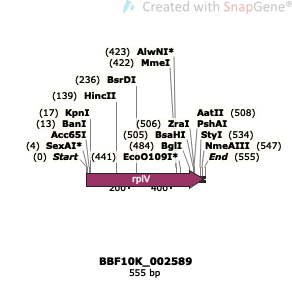 Created with SnapGene®
(423) AlwNI*
(422) MmeI
(236) BsrDI
(139) HincII
(17) KpnI
(506) ZraI
AatII (508)
(13) BanI
(505) BsaHI
PshAI
Acc65I
(484) BglI
StyI (534)
(4) SexAI*
NmeAIII (547)
(0) Start
(441) EcoO109I*
End (555)
rplV
200
400
BBF10K_002589
555 bp